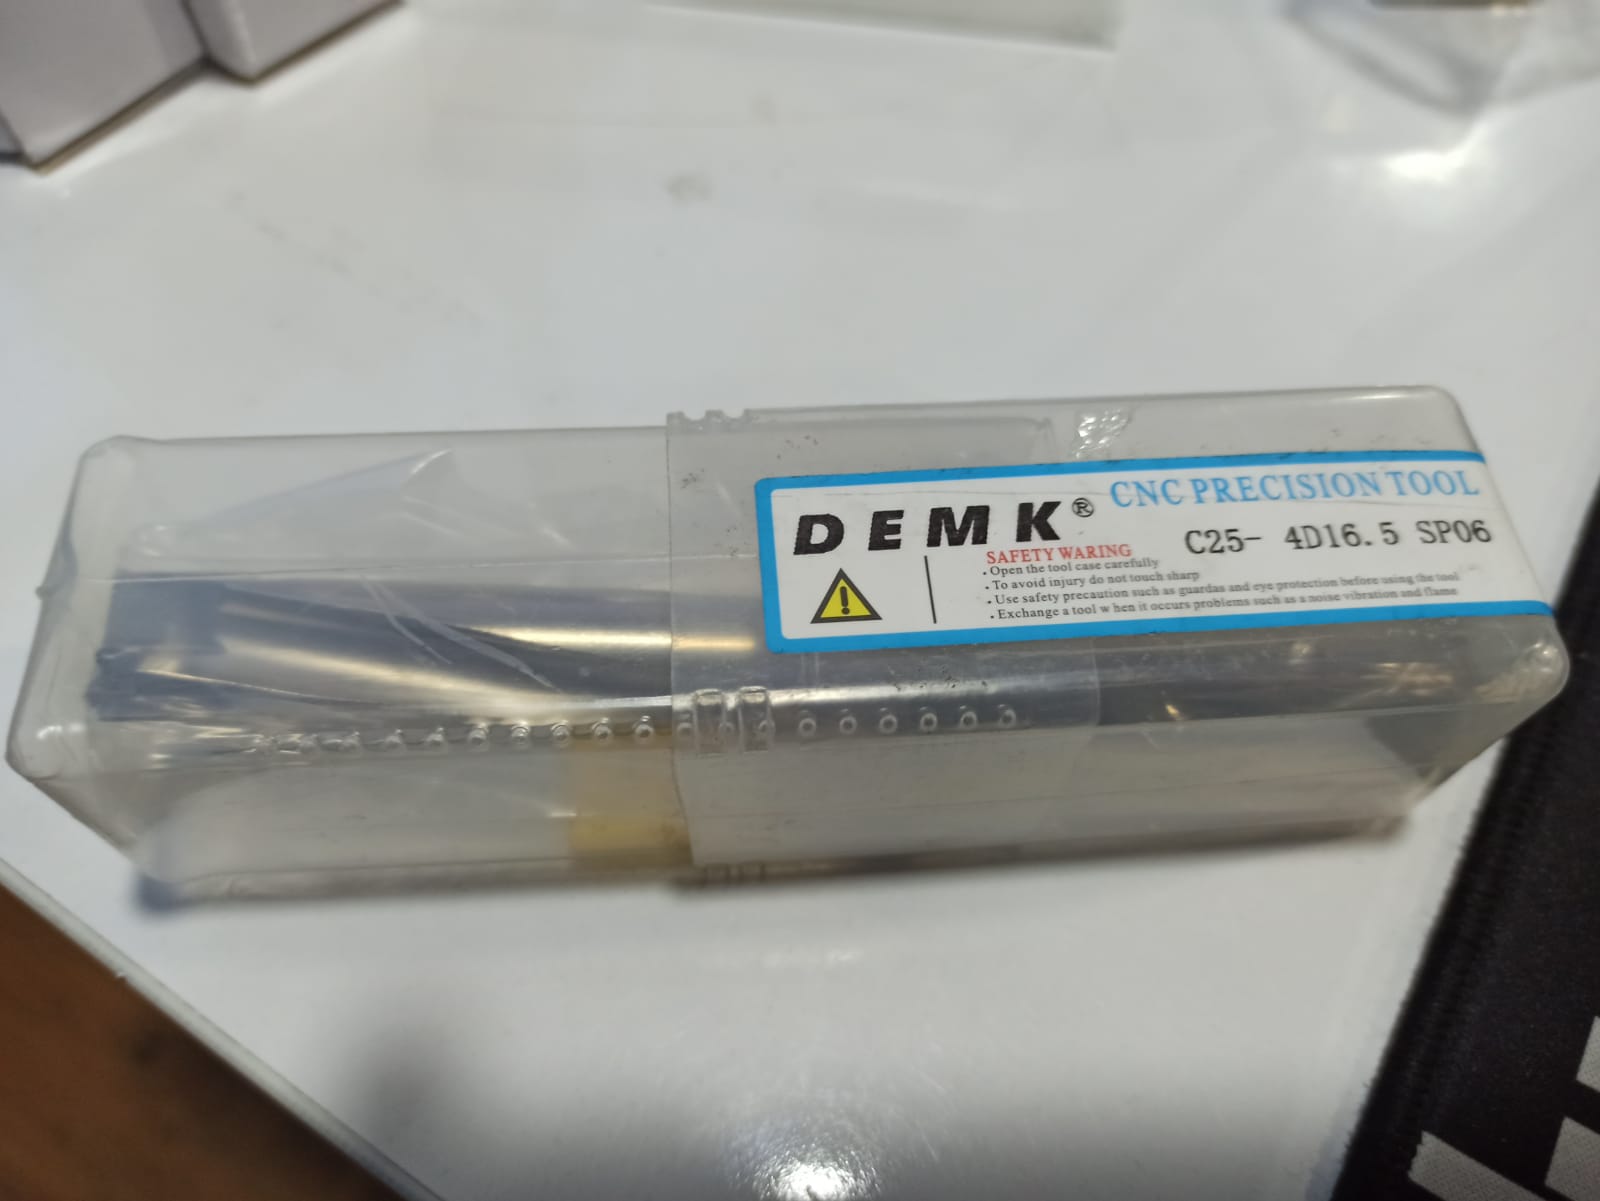 DEMK®
CNC PRECISION TOOL
C25- 4D16.5 SP06
SAFETY WARING
. Open the tool case carefully
. To avoid injury do not touch sharp
. Use safety precaution such as guardas and eye protection before using the tool
. Exchange a tool w hen it occurs problems such as a noise vibration and flame